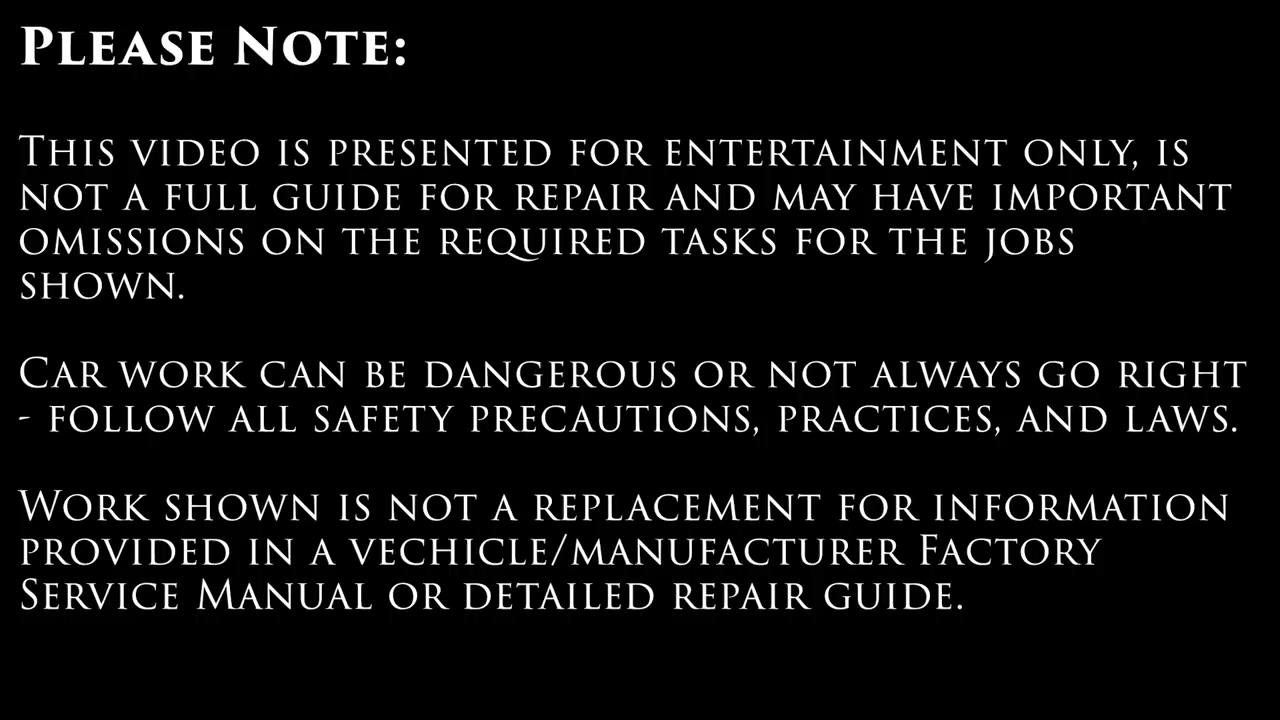 Please Note:
This video is presented for entertainment only, is
not a full guide for repair and may have important
omissions on the required tasks for the jobs
shown.
Car work can be dangerous or not always go right
- follow all safety precautions, practices, and laws.
Work shown is not a replacement for information
provided in a vechicle/manufacturer Factory
Service Manual or detailed repair guide.